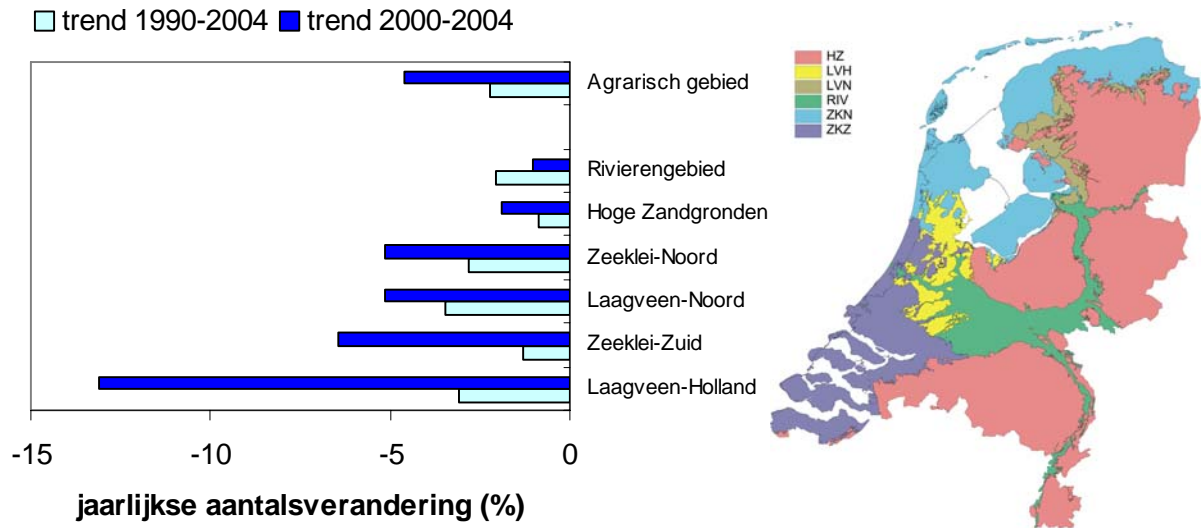 trend 1990-2004 trend 2000-2004
Agrarisch gebied
Rivierengebied
Hoge Zandgronden
Zeeklei-Noord
Laagveen-Noord
Zeeklei-Zuid
Laagveen-Holland
-15 -10 -5 0
jaarlijkse aantalsverandering (%)
HZ
LVH
LVN
RIV
ZKN
ZKZ